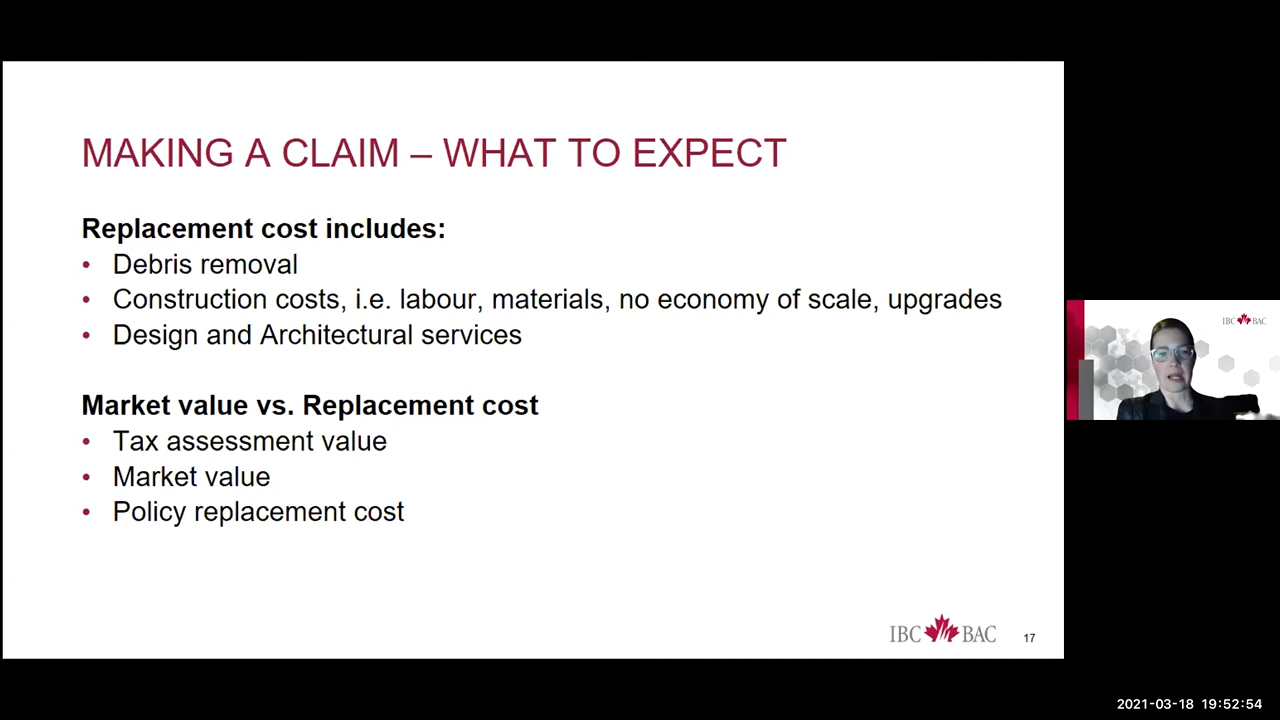 MAKING A CLAIM – WHAT TO EXPECT
Replacement cost includes:
• Debris removal
• Construction costs, i.e. labour, materials, no economy of scale, upgrades
• Design and Architectural services
Market value vs. Replacement cost
• Tax assessment value
• Market value
• Policy replacement cost
IBC BAC
17
IBC BAC
2021-03-18 19:52:54